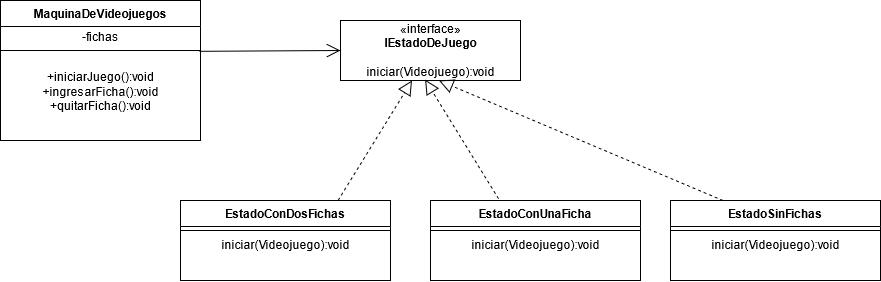 MaquinaDeVideojuegos
-fichas
+iniciarJuego():void
+ingresarFicha():void
+quitarFicha():void
«interface»
IEstadoDeJuego
iniciar(Videojuego):void
EstadoConDosFichas
iniciar(Videojuego):void
EstadoConUnaFicha
iniciar(Videojuego):void
EstadoSinFichas
iniciar(Videojuego):void